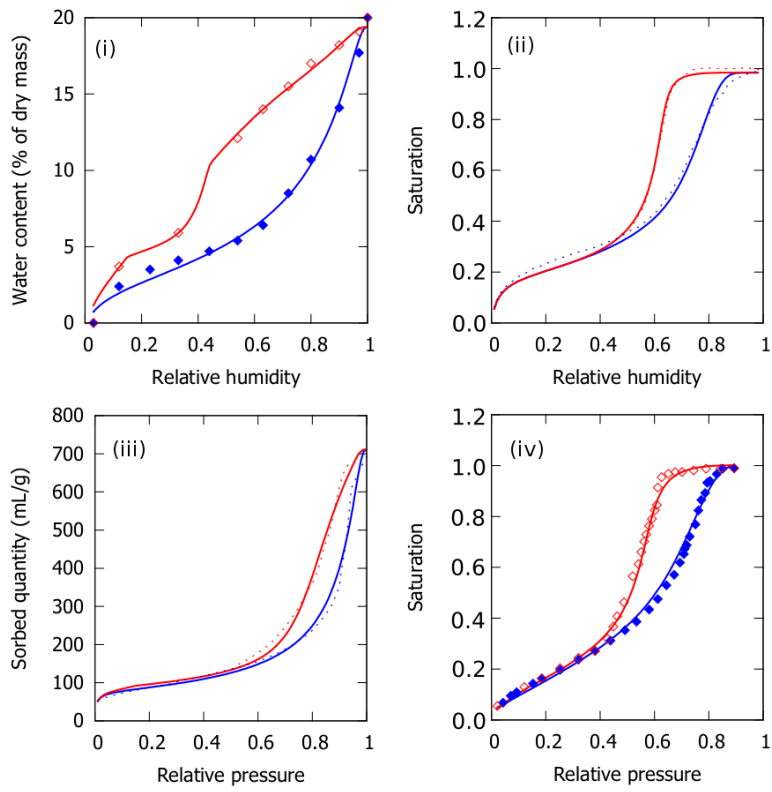 20
15
10
5
0
(i)
Water content (% of dry mass)
0 0.2 0.4 0.6 0.8 1
Relative humidity
1.2
1.0
0.8
0.6
0.4
0.2
0.0
(ii)
Saturation
0 0.2 0.4 0.6 0.8 1
Relative humidity
800
700
600
500
400
300
200
100
0
(iii)
Sorbed quantity (mL/g)
0 0.2 0.4 0.6 0.8 1
Relative pressure
1.2
1.0
0.8
0.6
0.4
0.2
0.0
(iv)
Saturation
0 0.2 0.4 0.6 0.8 1
Relative pressure